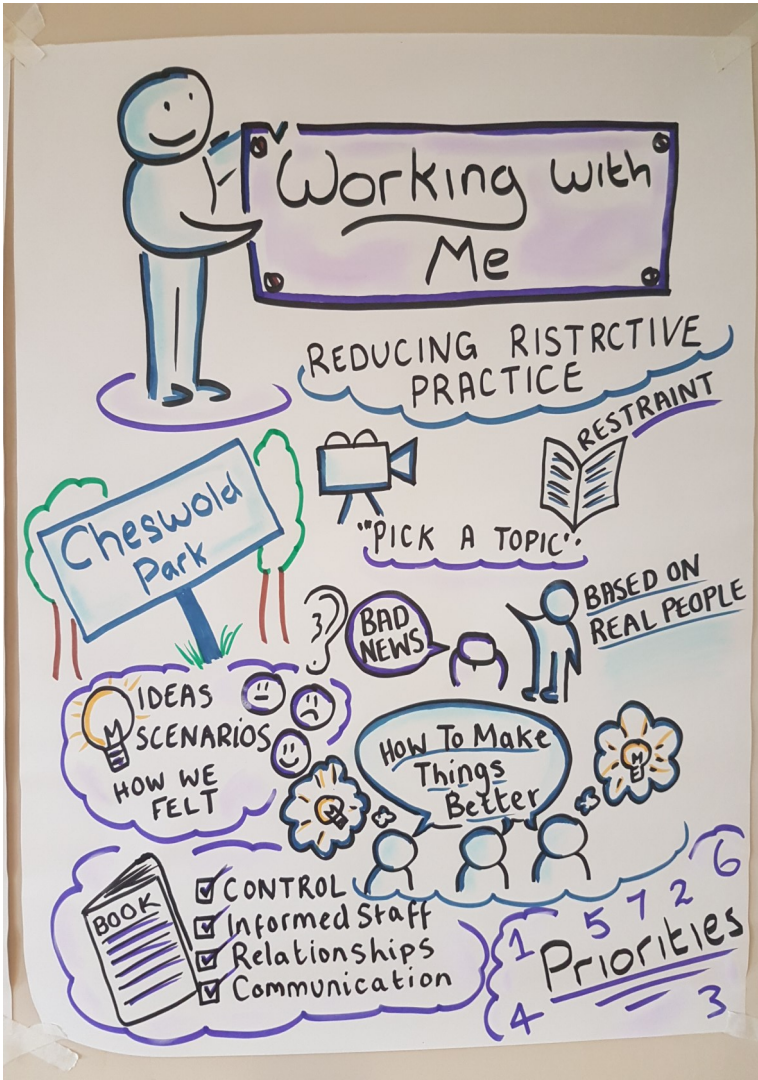 Working with
Me
REDUCING RISTRCTIVE
PRACTICE
RESTRAINT
Cheswold
Park
"PICK A TOPIC".
BAD
NEWS
BASED ON
REAL PEOPLE
IDEAS
SCENARIOS
HOW WE
FELT
HOW TO MAKE
Things
Better
BOOK
CONTROL
Informed Staff
Relationships
Communication
1 5 7 2 6
Priorities
4 3